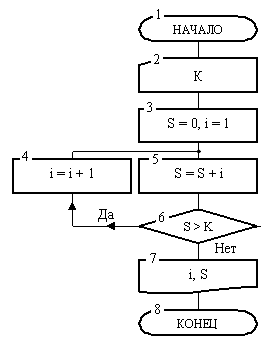 1
НАЧАЛО
2
K
3
S = 0, i = 1
4
i = i + 1
5
S = S + i
6
S > K
Да
Нет
7
i, S
8
КОНЕЦ